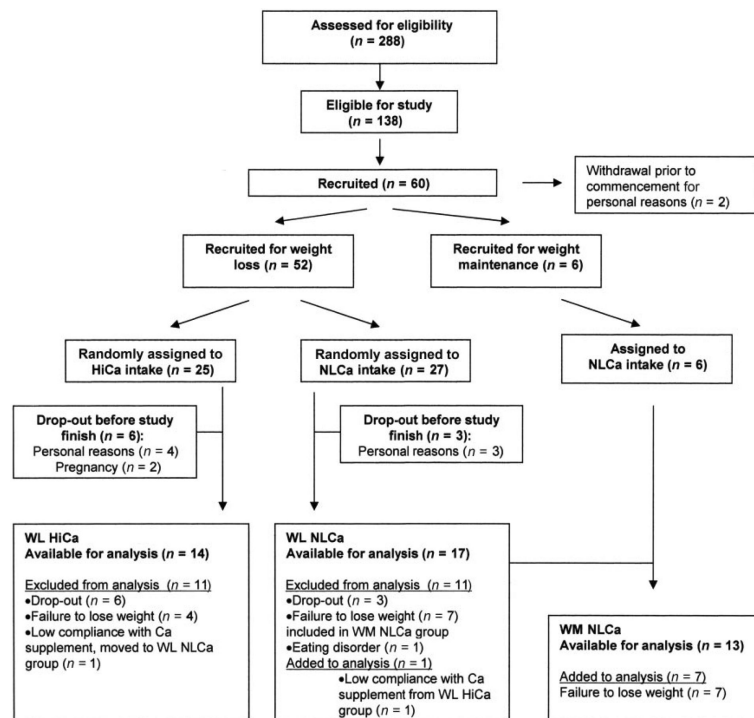 Assessed for eligibility
(n = 288)
Eligible for study
(n = 138)
Recruited (n = 60)
Withdrawal prior to
commencement for
personal reasons (n = 2)
Recruited for weight
loss (n = 52)
Recruited for weight
maintenance (n = 6)
Randomly assigned to
HiCa intake (n = 25)
Randomly assigned to
NLCa intake (n = 27)
Assigned to
NLCa intake (n = 6)
Drop-out before study
finish (n = 6):
Personal reasons (n = 4)
Pregnancy (n = 2)
Drop-out before study
finish (n = 3):
Personal reasons (n = 3)
WL HiCa
Available for analysis (n = 14)
Excluded from analysis (n = 11)
•Drop-out (n = 6)
•Failure to lose weight (n = 4)
•Low compliance with Ca
supplement, moved to WL NLCa
group (n = 1)
WL NLCa
Available for analysis (n = 17)
Excluded from analysis (n = 11)
•Drop-out (n = 3)
•Failure to lose weight (n = 7)
included in WM NLCa group
•Eating disorder (n = 1)
Added to analysis (n = 1)
•Low compliance with Ca
supplement from WL HiCa
group (n = 1)
WM NLCa
Available for analysis (n = 13)
Added to analysis (n = 7)
Failure to lose weight (n = 7)